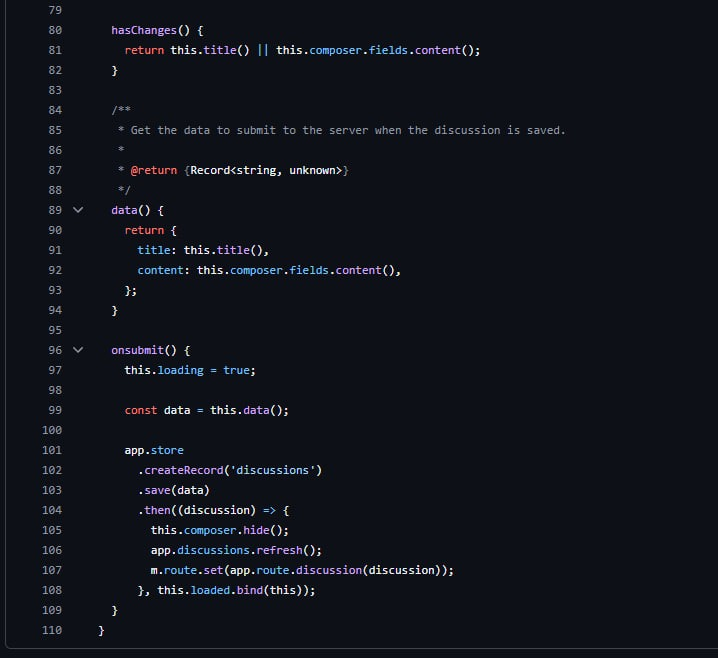 79
80 hasChanges() {
81 return this.title() || this.composer.fields.content();
82 }
83
84 /**
85 * Get the data to submit to the server when the discussion is saved.
86 *
87 * @return {Record<string, unknown>}
88 */
89 data() {
90 return {
91 title: this.title(),
92 content: this.composer.fields.content(),
93 };
94 }
95
96 onsubmit() {
97 this.loading = true;
98
99 const data = this.data();
100
101 app.store
102 .createRecord('discussions')
103 .save(data)
104 .then((discussion) => {
105 this.composer.hide();
106 app.discussions.refresh();
107 m.route.set(app.route.discussion(discussion));
108 }, this.loaded.bind(this));
109 }
110 }